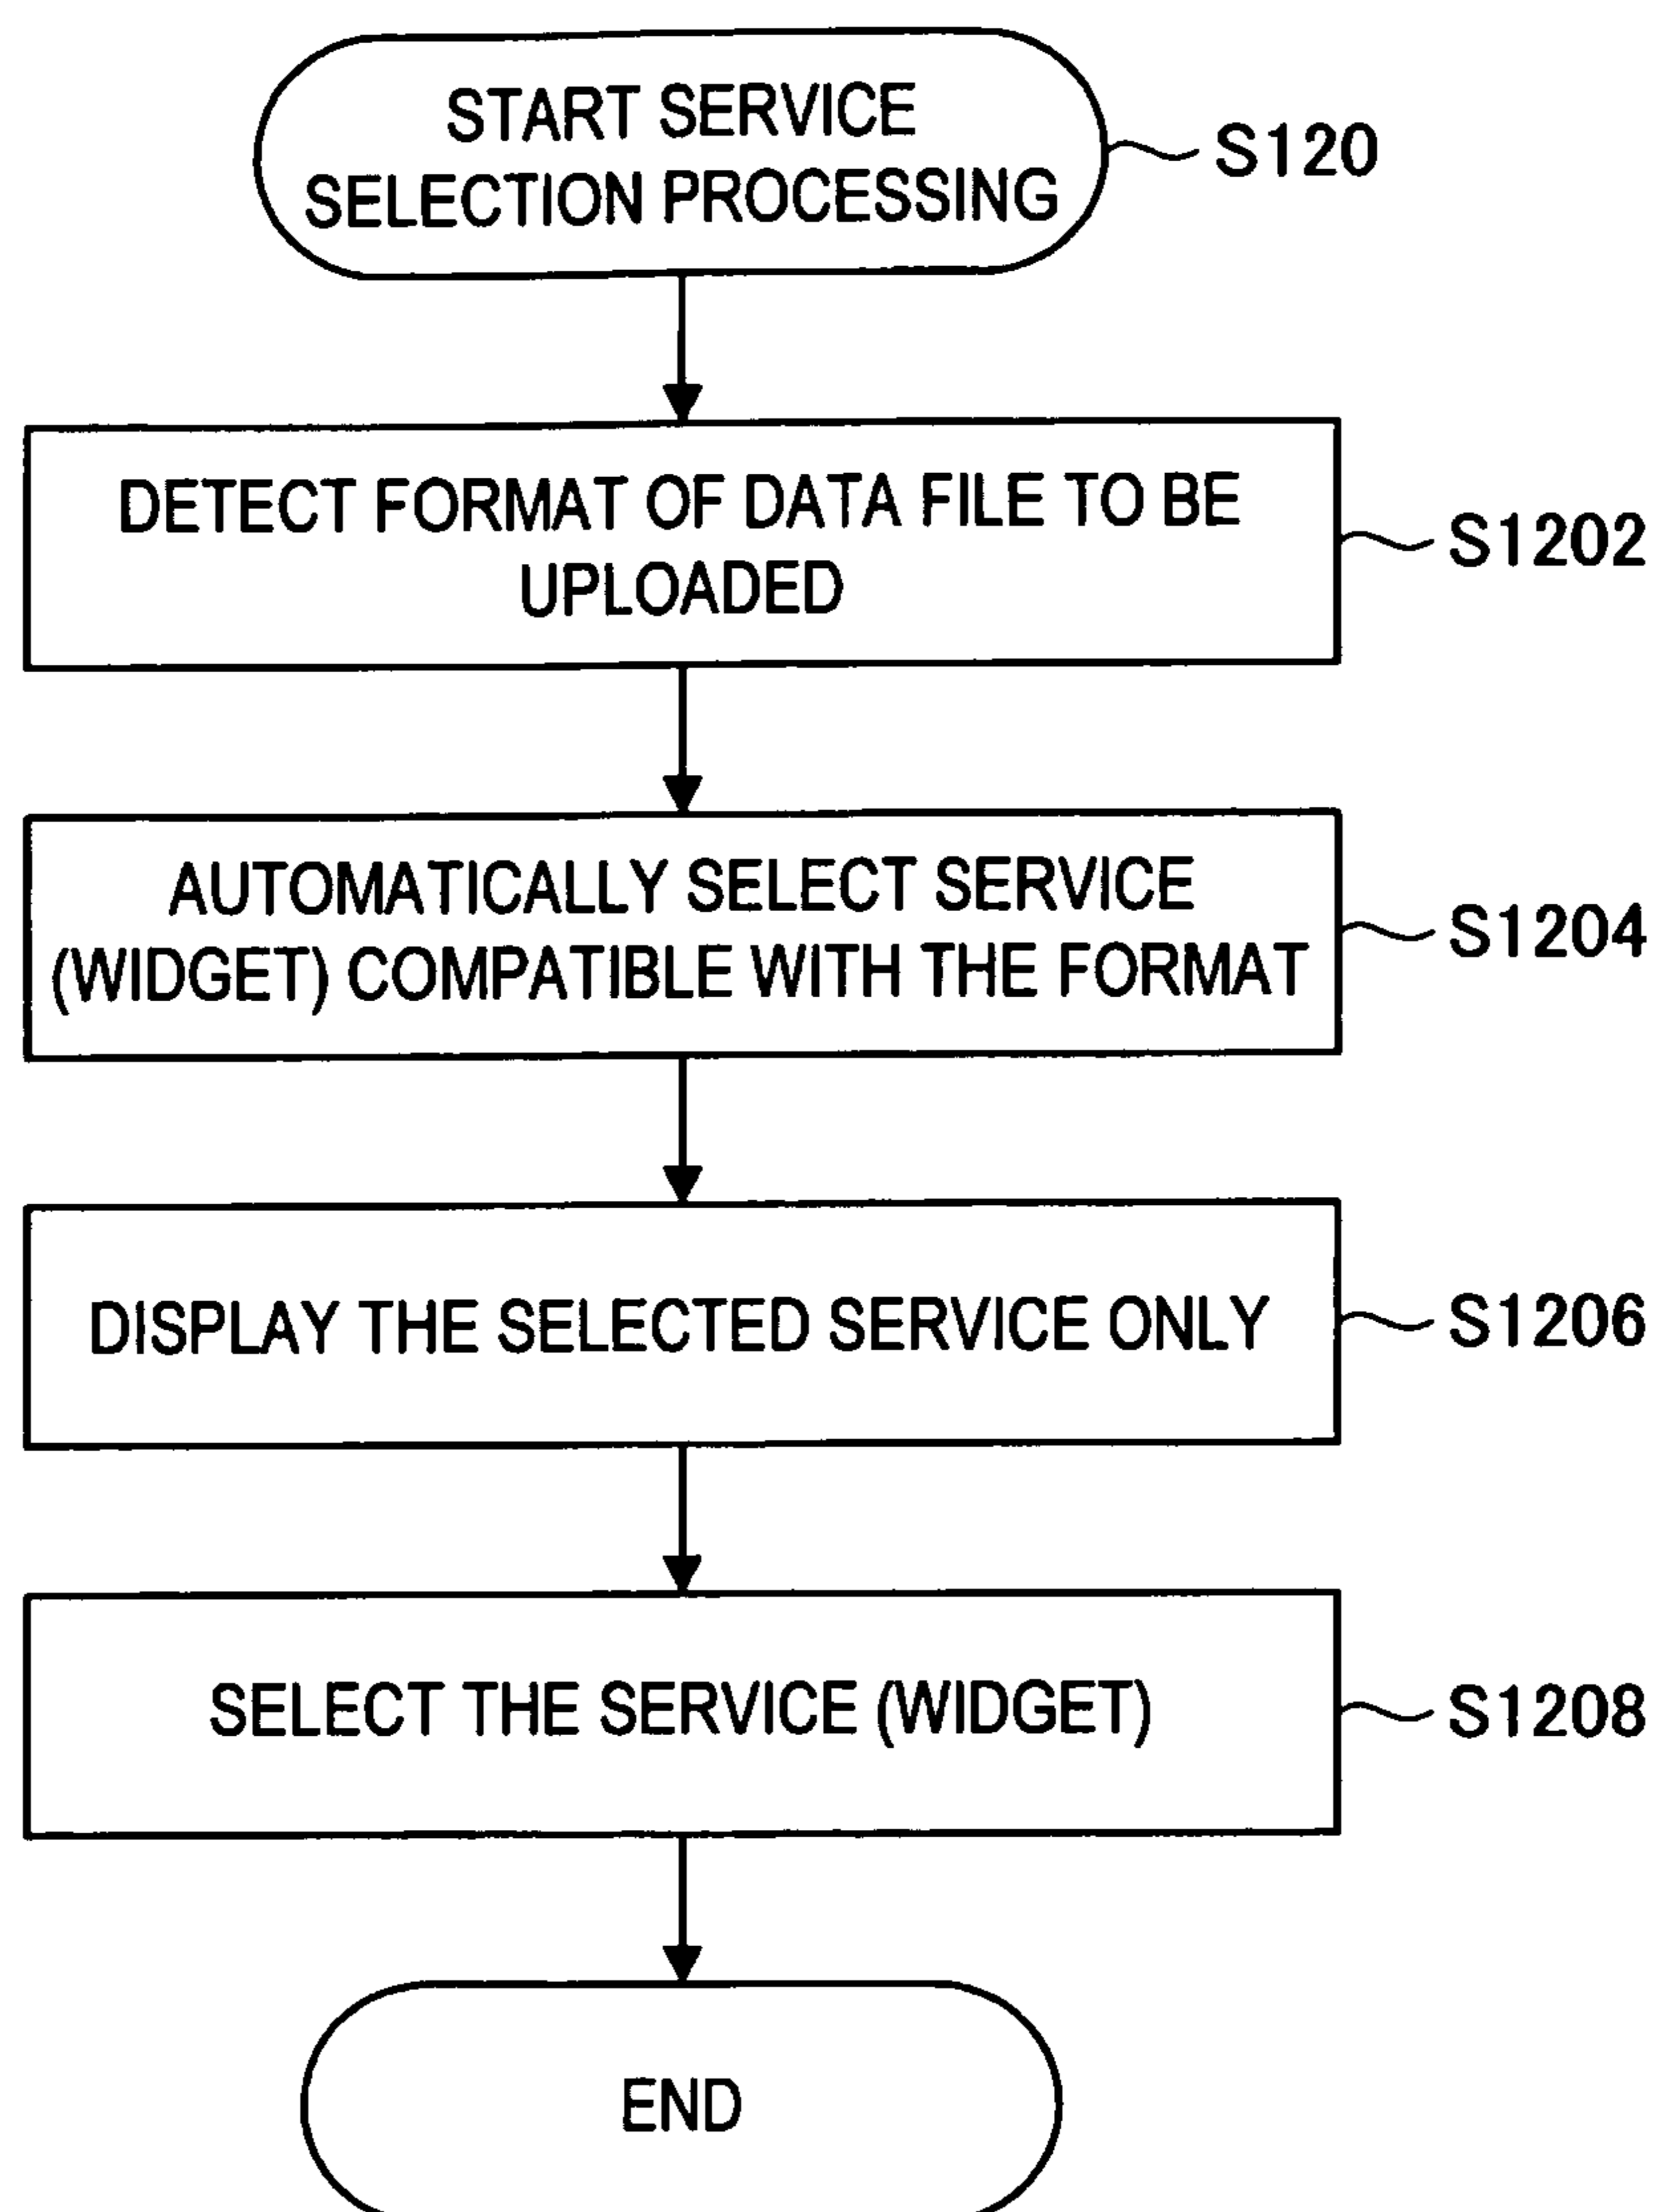 START SERVICE
SELECTION PROCESSING
S120
DETECT FORMAT OF DATA FILE TO BE
UPLOADED
S1202
AUTOMATICALLY SELECT SERVICE
(WIDGET) COMPATIBLE WITH THE FORMAT
S1204
DISPLAY THE SELECTED SERVICE ONLY
S1206
SELECT THE SERVICE (WIDGET)
S1208
END